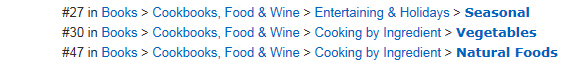 #27 in Books > Cookbooks, Food & Wine > Entertaining & Holidays > Seasonal
#30 in Books > Cookbooks, Food & Wine > Cooking by Ingredient > Vegetables
#47 in Books > Cookbooks, Food & Wine > Cooking by Ingredient > Natural Foods